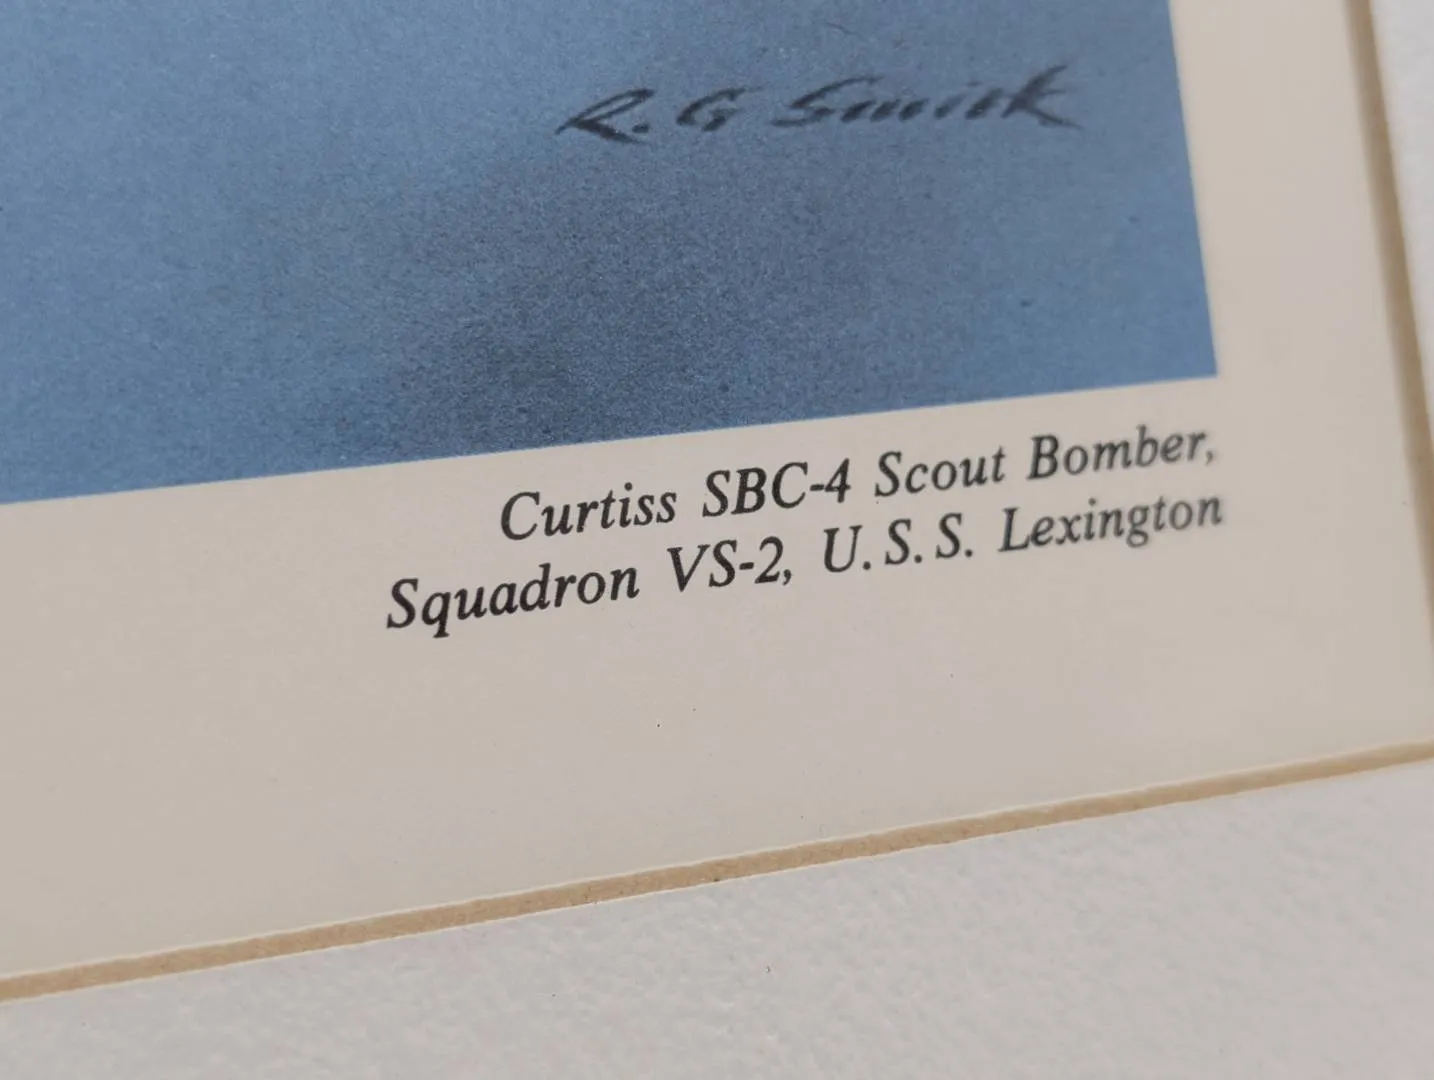 R. G Smith
Curtiss SBC-4 Scout Bomber,
Squadron VS-2, U. S. S. Lexington